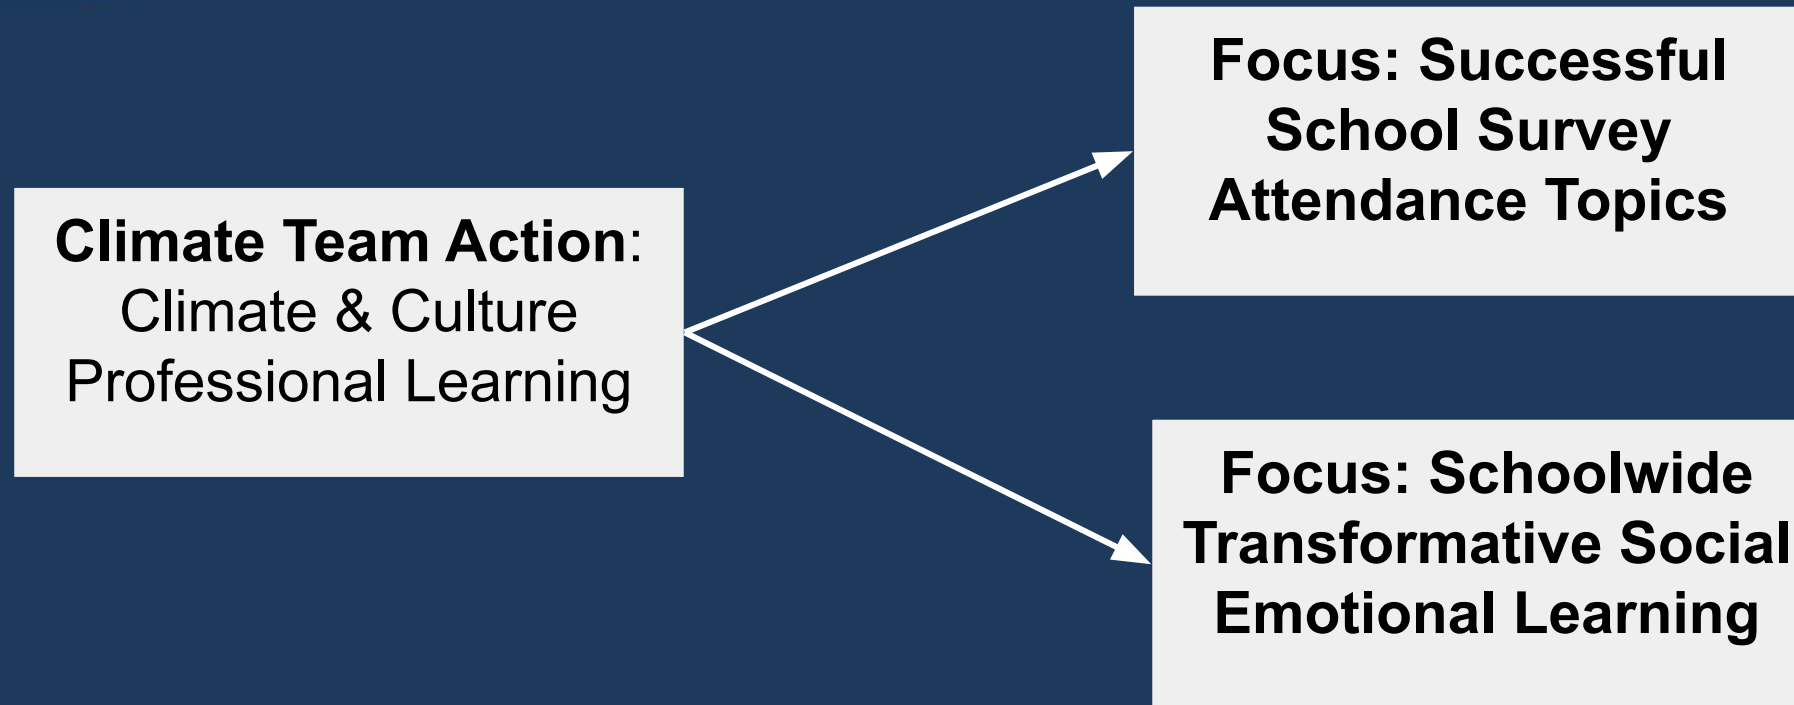 Climate Team Action:
Climate & Culture
Professional Learning
Focus: Successful
School Survey
Attendance Topics
Focus: Schoolwide
Transformative Social
Emotional Learning